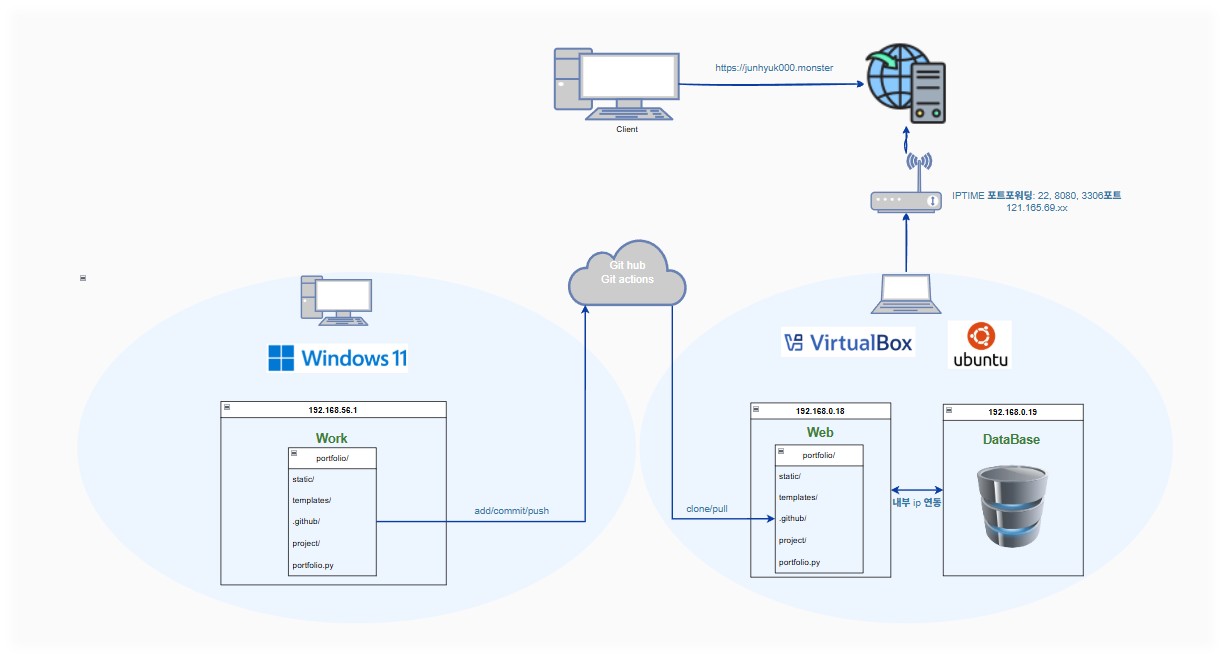 https://junhyuk000.monster
Client
IPTIME 포트포워딩: 22, 8080, 3306포트
121.165.69.xx
Git hub
Git actions
Windows 11
VirtualBox
ubuntu
192.168.56.1
Work
portfolio/
static/
templates/
.github/
project/
portfolio.py
add/commit/push
clone/pull
192.168.0.18
Web
portfolio/
static/
templates/
.github/
project/
portfolio.py
내부 ip 연동
192.168.0.19
DataBase